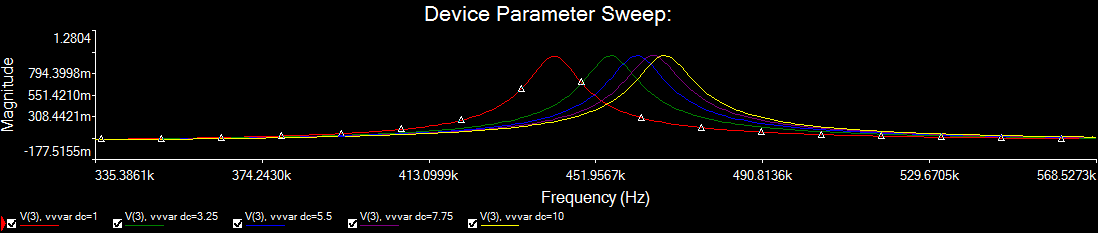 Device Parameter Sweep:
Magnitude
1.2804
794.3998m
551.4210m
308.4421m
-177.5155m
335.3861k 374.2430k 413.0999k 451.9567k 490.8136k 529.6705k 568.5273k
Frequency (Hz)
V(3), vvvar dc=1 V(3), vvvar dc=3.25 V(3), vvvar dc=5.5 V(3), vvvar dc=7.75 V(3), vvvar dc=10